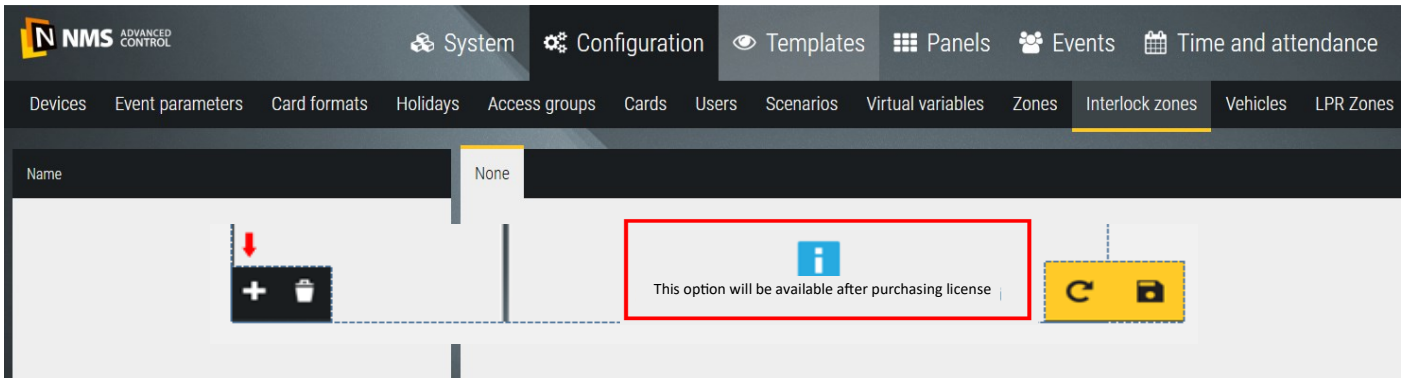 N NMS ADVANCED CONTROL
System Configuration Templates Panels Events Time and attendance
Devices Event parameters Card formats Holidays Access groups Cards Users Scenarios Virtual variables Zones Interlock zones Vehicles LPR Zones
Name None
This option will be available after purchasing license